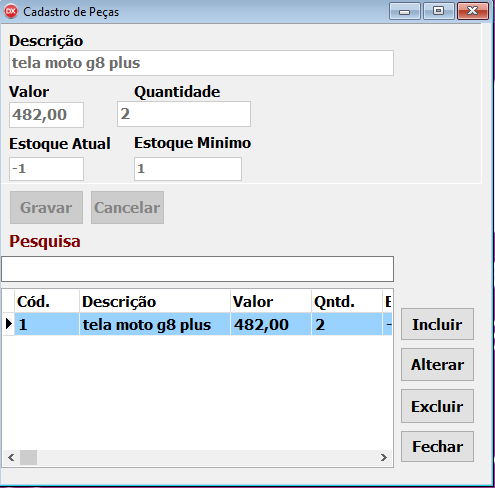 DX Cadastro de Peças
Descrição
tela moto g8 plus
Valor Quantidade
482,00 2
Estoque Atual Estoque Minimo
-1 1
Gravar Cancelar
Pesquisa
Cód. Descrição Valor Qntd. E
1 tela moto g8 plus 482,00 2 -
Incluir
Alterar
Excluir
Fechar